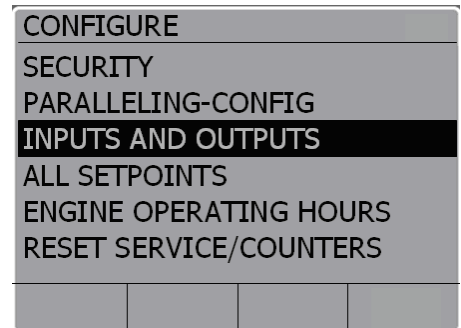 CONFIGURE
SECURITY
PARALLELING-CONFIG
INPUTS AND OUTPUTS
ALL SETPOINTS
ENGINE OPERATING HOURS
RESET SERVICE/COUNTERS